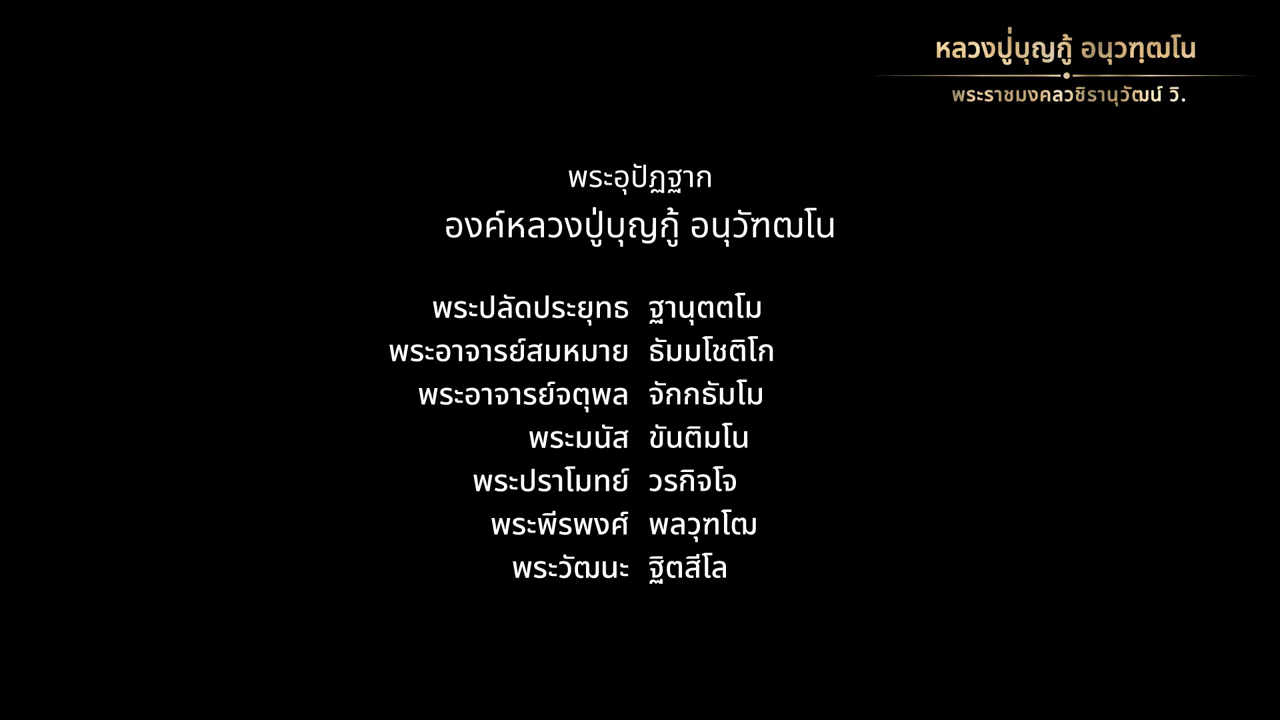 หลวงปู่บุญกู้ อนุวฑฺฒโน
พระราชมงคลวชิรานุวัฒน์ วิ.
พระอุปัฏฐาก
องค์หลวงปู่บุญกู้ อนุวัฑฒโน
พระปลัดประยุทธ ฐานุตตโม
พระอาจารย์สมหมาย ธัมมโชติโก
พระอาจารย์จตุพล จักกธัมโม
พระมนัส ขันติมโน
พระปราโมทย์ วรกิจโจ
พระพีรพงศ์ พลวุฑโฒ
พระวัฒนะ ฐิตสีโล